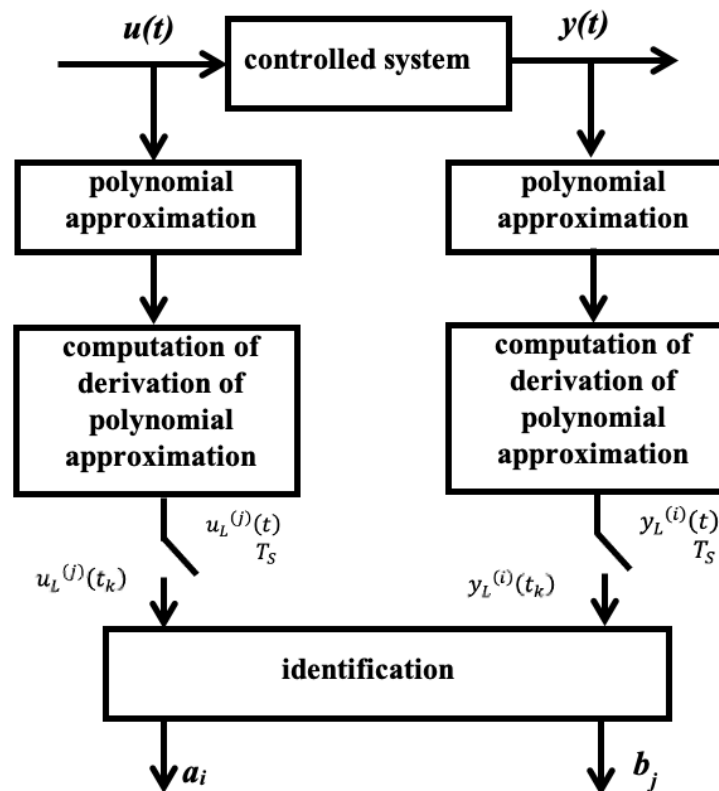 u(t)
controlled system
y(t)
polynomial
approximation
polynomial
approximation
computation of
derivation of
polynomial
approximation
computation of
derivation of
polynomial
approximation
u_L^{(j)}(t)
T_S
u_L^{(j)}(t_k)
y_L^{(i)}(t)
T_S
y_L^{(i)}(t_k)
identification
a_i
b_j